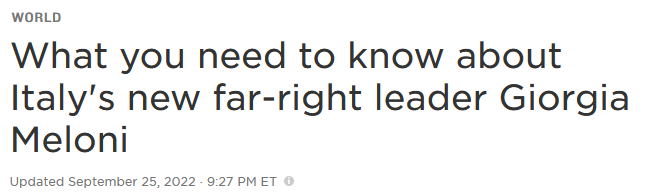 WORLD
What you need to know about
Italy's new far-right leader Giorgia
Meloni
Updated September 25, 2022 · 9:27 PM ET